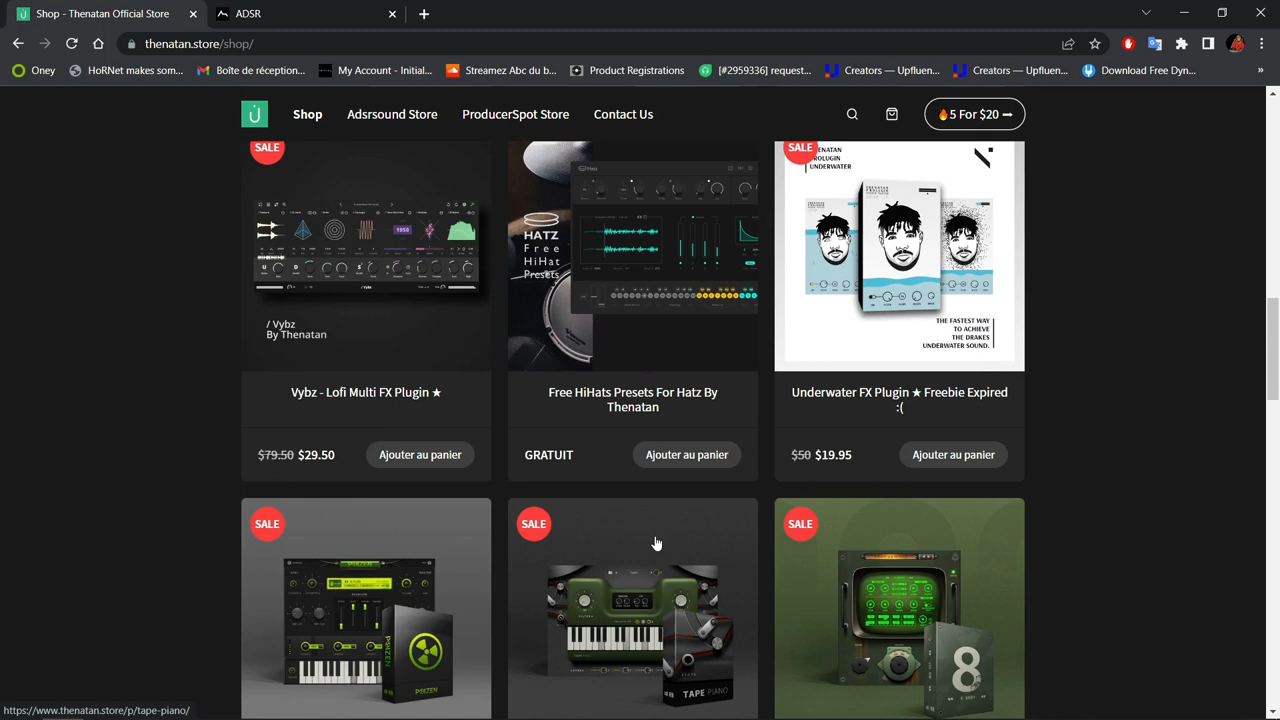 Shop - Thenatan Official Store
ADSR
thenatan.store/shop/
Oney
HoRNet makes som...
Boîte de réception...
My Account - Initial...
Streamez et du b...
Product Registrations
[#2959336] request...
Creators — Upfluen...
Creators — Upfluen...
Download Free Dyn...
»
Shop
Adsrsound Store
ProducerSpot Store
Contact Us
🔥5 For $20 ➡
SALE
/ Vybz
By Thenatan
1958
HATZ
Free
HiHat
Presets
SALE
UNDERWATER
THE FASTEST WAY
TO ACHIEVE
THE DRAKES
UNDERWATER SOUND.
Vybz - Lofi Multi FX Plugin ★
Free HiHats Presets For Hatz By
Thenatan
Underwater FX Plugin ★ Freebie Expired
:(
$79.50 $29.50
Ajouter au panier
GRATUIT
Ajouter au panier
$50 $19.95
Ajouter au panier
SALE
SALE
SALE
TAPE PIANO
8
https://www.thenatan.store/p/tape-piano/